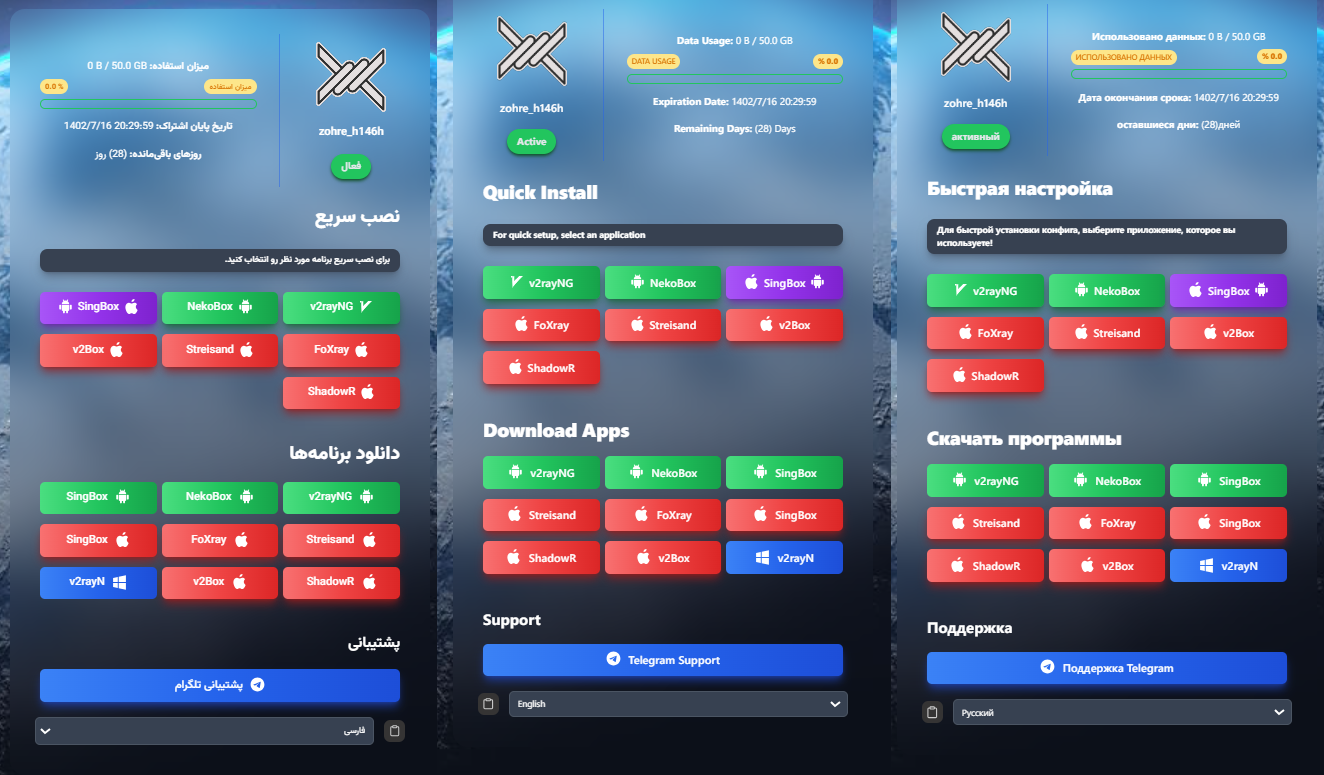 میزان استفاده: 0 B / 50.0 GB
میزان استفاده
0.0 %
تاریخ پایان اشتراک: 1402/7/16 20:29:59
روزهای باقی‌مانده: (28) روز
zohre_h146h
فعال
نصب سریع
برای نصب سریع برنامه مورد نظر رو انتخاب کنید.
v2rayNG
NekoBox
SingBox
FoXray
Streisand
v2Box
ShadowR
دانلود برنامه‌ها
v2rayNG
NekoBox
SingBox
Streisand
FoXray
SingBox
ShadowR
v2Box
v2rayN
پشتیبانی
پشتیبانی تلگرام
فارسی
zohre_h146h
Active
Data Usage: 0 B / 50.0 GB
DATA USAGE
% 0.0
Expiration Date: 1402/7/16 20:29:59
Remaining Days: (28) Days
Quick Install
For quick setup, select an application
v2rayNG
NekoBox
SingBox
FoXray
Streisand
v2Box
ShadowR
Download Apps
v2rayNG
NekoBox
SingBox
Streisand
FoXray
SingBox
ShadowR
v2Box
v2rayN
Support
Telegram Support
English
zohre_h146h
активный
Использовано данных: 0 B / 50.0 GB
ИСПОЛЬЗОВАНО ДАННЫХ
% 0.0
Дата окончания срока: 1402/7/16 20:29:59
оставшиеся дни: (28)дней
Быстрая настройка
Для быстрой установки конфига, выберите приложение, которое вы
используете!
v2rayNG
NekoBox
SingBox
FoXray
Streisand
v2Box
ShadowR
Скачать программы
v2rayNG
NekoBox
SingBox
Streisand
FoXray
SingBox
ShadowR
v2Box
v2rayN
Поддержка
Поддержка Telegram
Русский